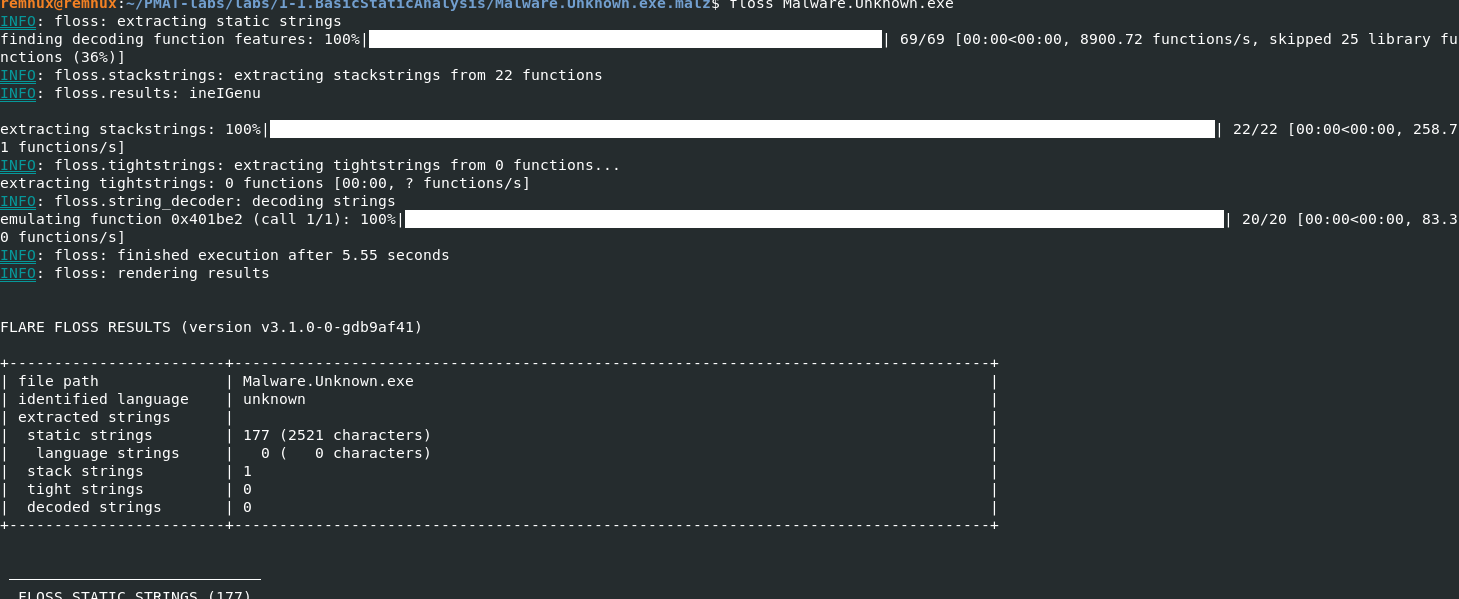 remnux@remnux:~/PMAT-labs/labs/1-1.BasicStaticAnalysis/Malware.Unknown.exe.malz$ floss Malware.Unknown.exe
INFO: floss: extracting static strings
finding decoding function features: 100%| | 69/69 [00:00<00:00, 8900.72 functions/s, skipped 25 library fu
nctions (36%)]
INFO: floss.stackstrings: extracting stackstrings from 22 functions
INFO: floss.results: ineIGenu
extracting stackstrings: 100%| | 22/22 [00:00<00:00, 258.7
1 functions/s]
INFO: floss.tightstrings: extracting tightstrings from 0 functions...
extracting tightstrings: 0 functions [00:00, ? functions/s]
INFO: floss.string_decoder: decoding strings
emulating function 0x401be2 (call 1/1): 100%| | 20/20 [00:00<00:00, 83.3
0 functions/s]
INFO: floss: finished execution after 5.55 seconds
INFO: floss: rendering results
FLARE FLOSS RESULTS (version v3.1.0-0-gdb9af41)
+------------------------+------------------------------------------------------------------------------------+
| file path | Malware.Unknown.exe |
| identified language | unknown |
| extracted strings | |
| static strings | 177 (2521 characters) |
| language strings | 0 ( 0 characters) |
| stack strings | 1 |
| tight strings | 0 |
| decoded strings | 0 |
+------------------------+------------------------------------------------------------------------------------+
FLOSS STATIC STRINGS (177)